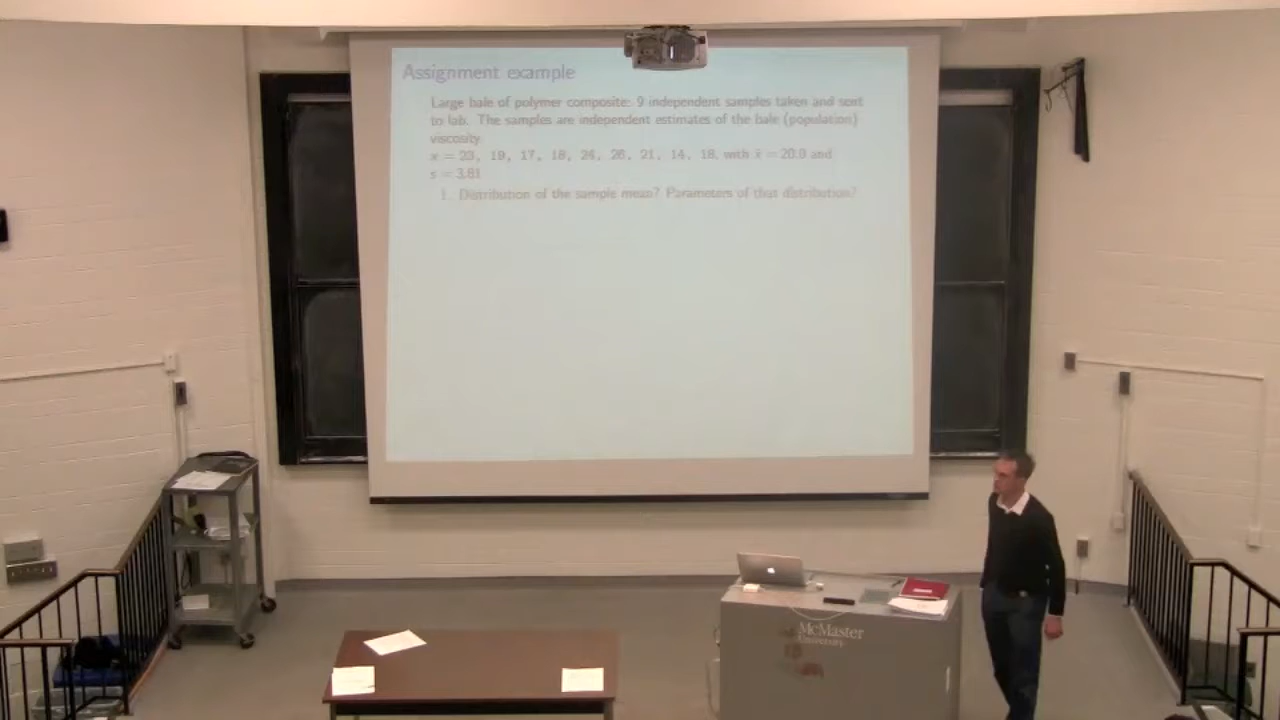 Assignment example
Large bale of polymer composite: 9 independent samples taken and sent
to lab. The samples are independent estimates of the bale (population)
viscosity.
x = 23, 19, 17, 18, 24, 26, 21, 14, 18, with x̄ = 20.0 and
s = 3.81
1. Distribution of the sample mean? Parameters of that distribution?
McMaster
University